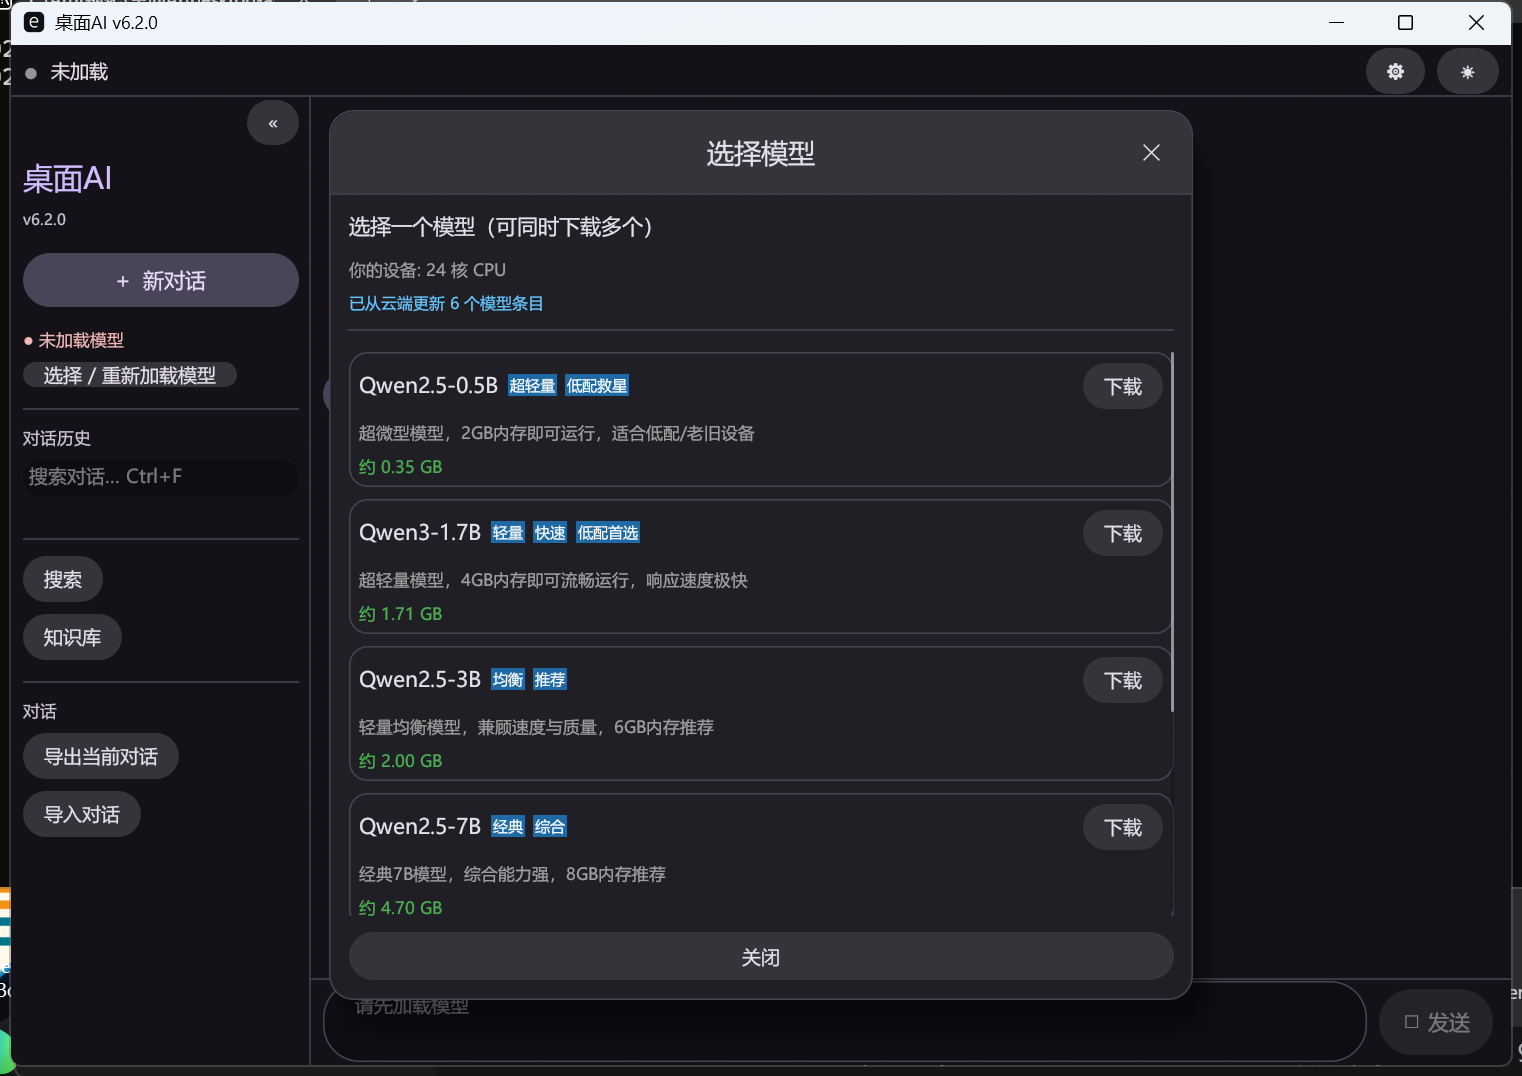 桌面AI v6.2.0
未加载
«
桌面AI
v6.2.0
+ 新对话
未加载模型
选择 / 重新加载模型
对话历史
搜索对话... Ctrl+F
搜索
知识库
对话
导出当前对话
导入对话
选择模型
选择一个模型（可同时下载多个）
你的设备: 24 核 CPU
已从云端更新 6 个模型条目
Qwen2.5-0.5B 超轻量 低配救星
下载
超微型模型，2GB内存即可运行，适合低配/老旧设备
约 0.35 GB
Qwen3-1.7B 轻量 快速 低配首选
下载
超轻量模型，4GB内存即可流畅运行，响应速度极快
约 1.71 GB
Qwen2.5-3B 均衡 推荐
下载
轻量均衡模型，兼顾速度与质量，6GB内存推荐
约 2.00 GB
Qwen2.5-7B 经典 综合
下载
经典7B模型，综合能力强，8GB内存推荐
约 4.70 GB
关闭
请先加载模型
发送